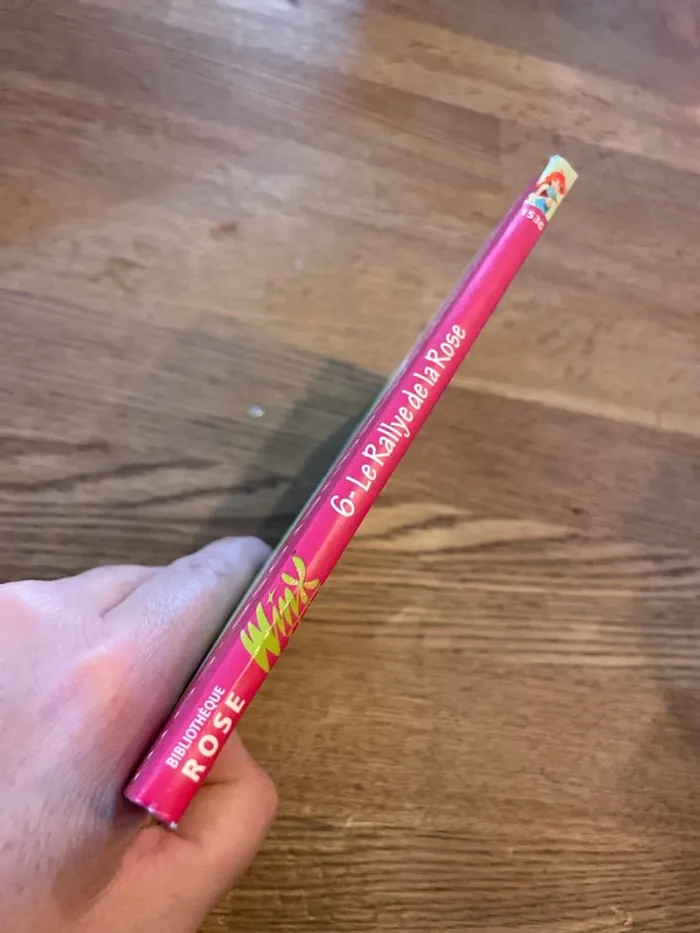 BIBLIOTHÈQUE
ROSE
Winx
6- Le Rallye de la Rose